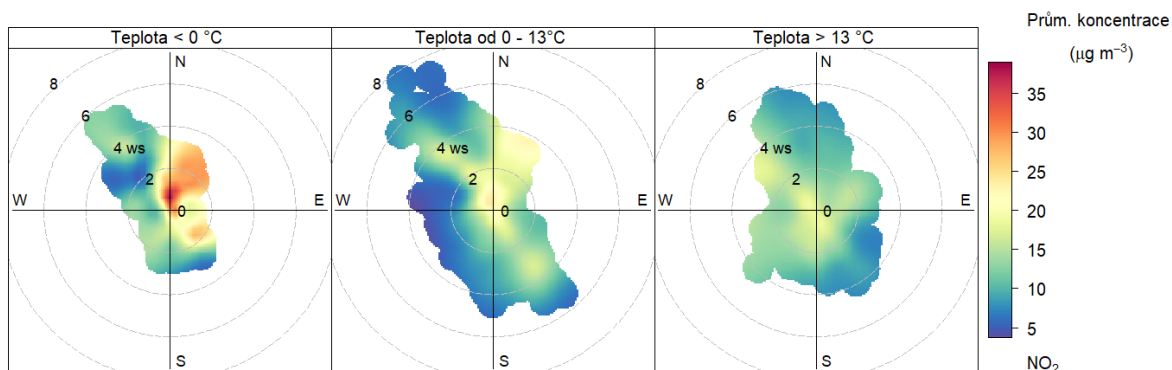 Teplota < 0 °C
N
8
6
4 ws
2
0
W
E
S
Teplota od 0 - 13°C
N
8
6
4 ws
2
0
W
E
S
Teplota > 13 °C
N
8
6
4 ws
2
0
W
E
S
Prům. koncentrace
(μg m⁻³)
35
30
25
20
15
10
5
NO₂